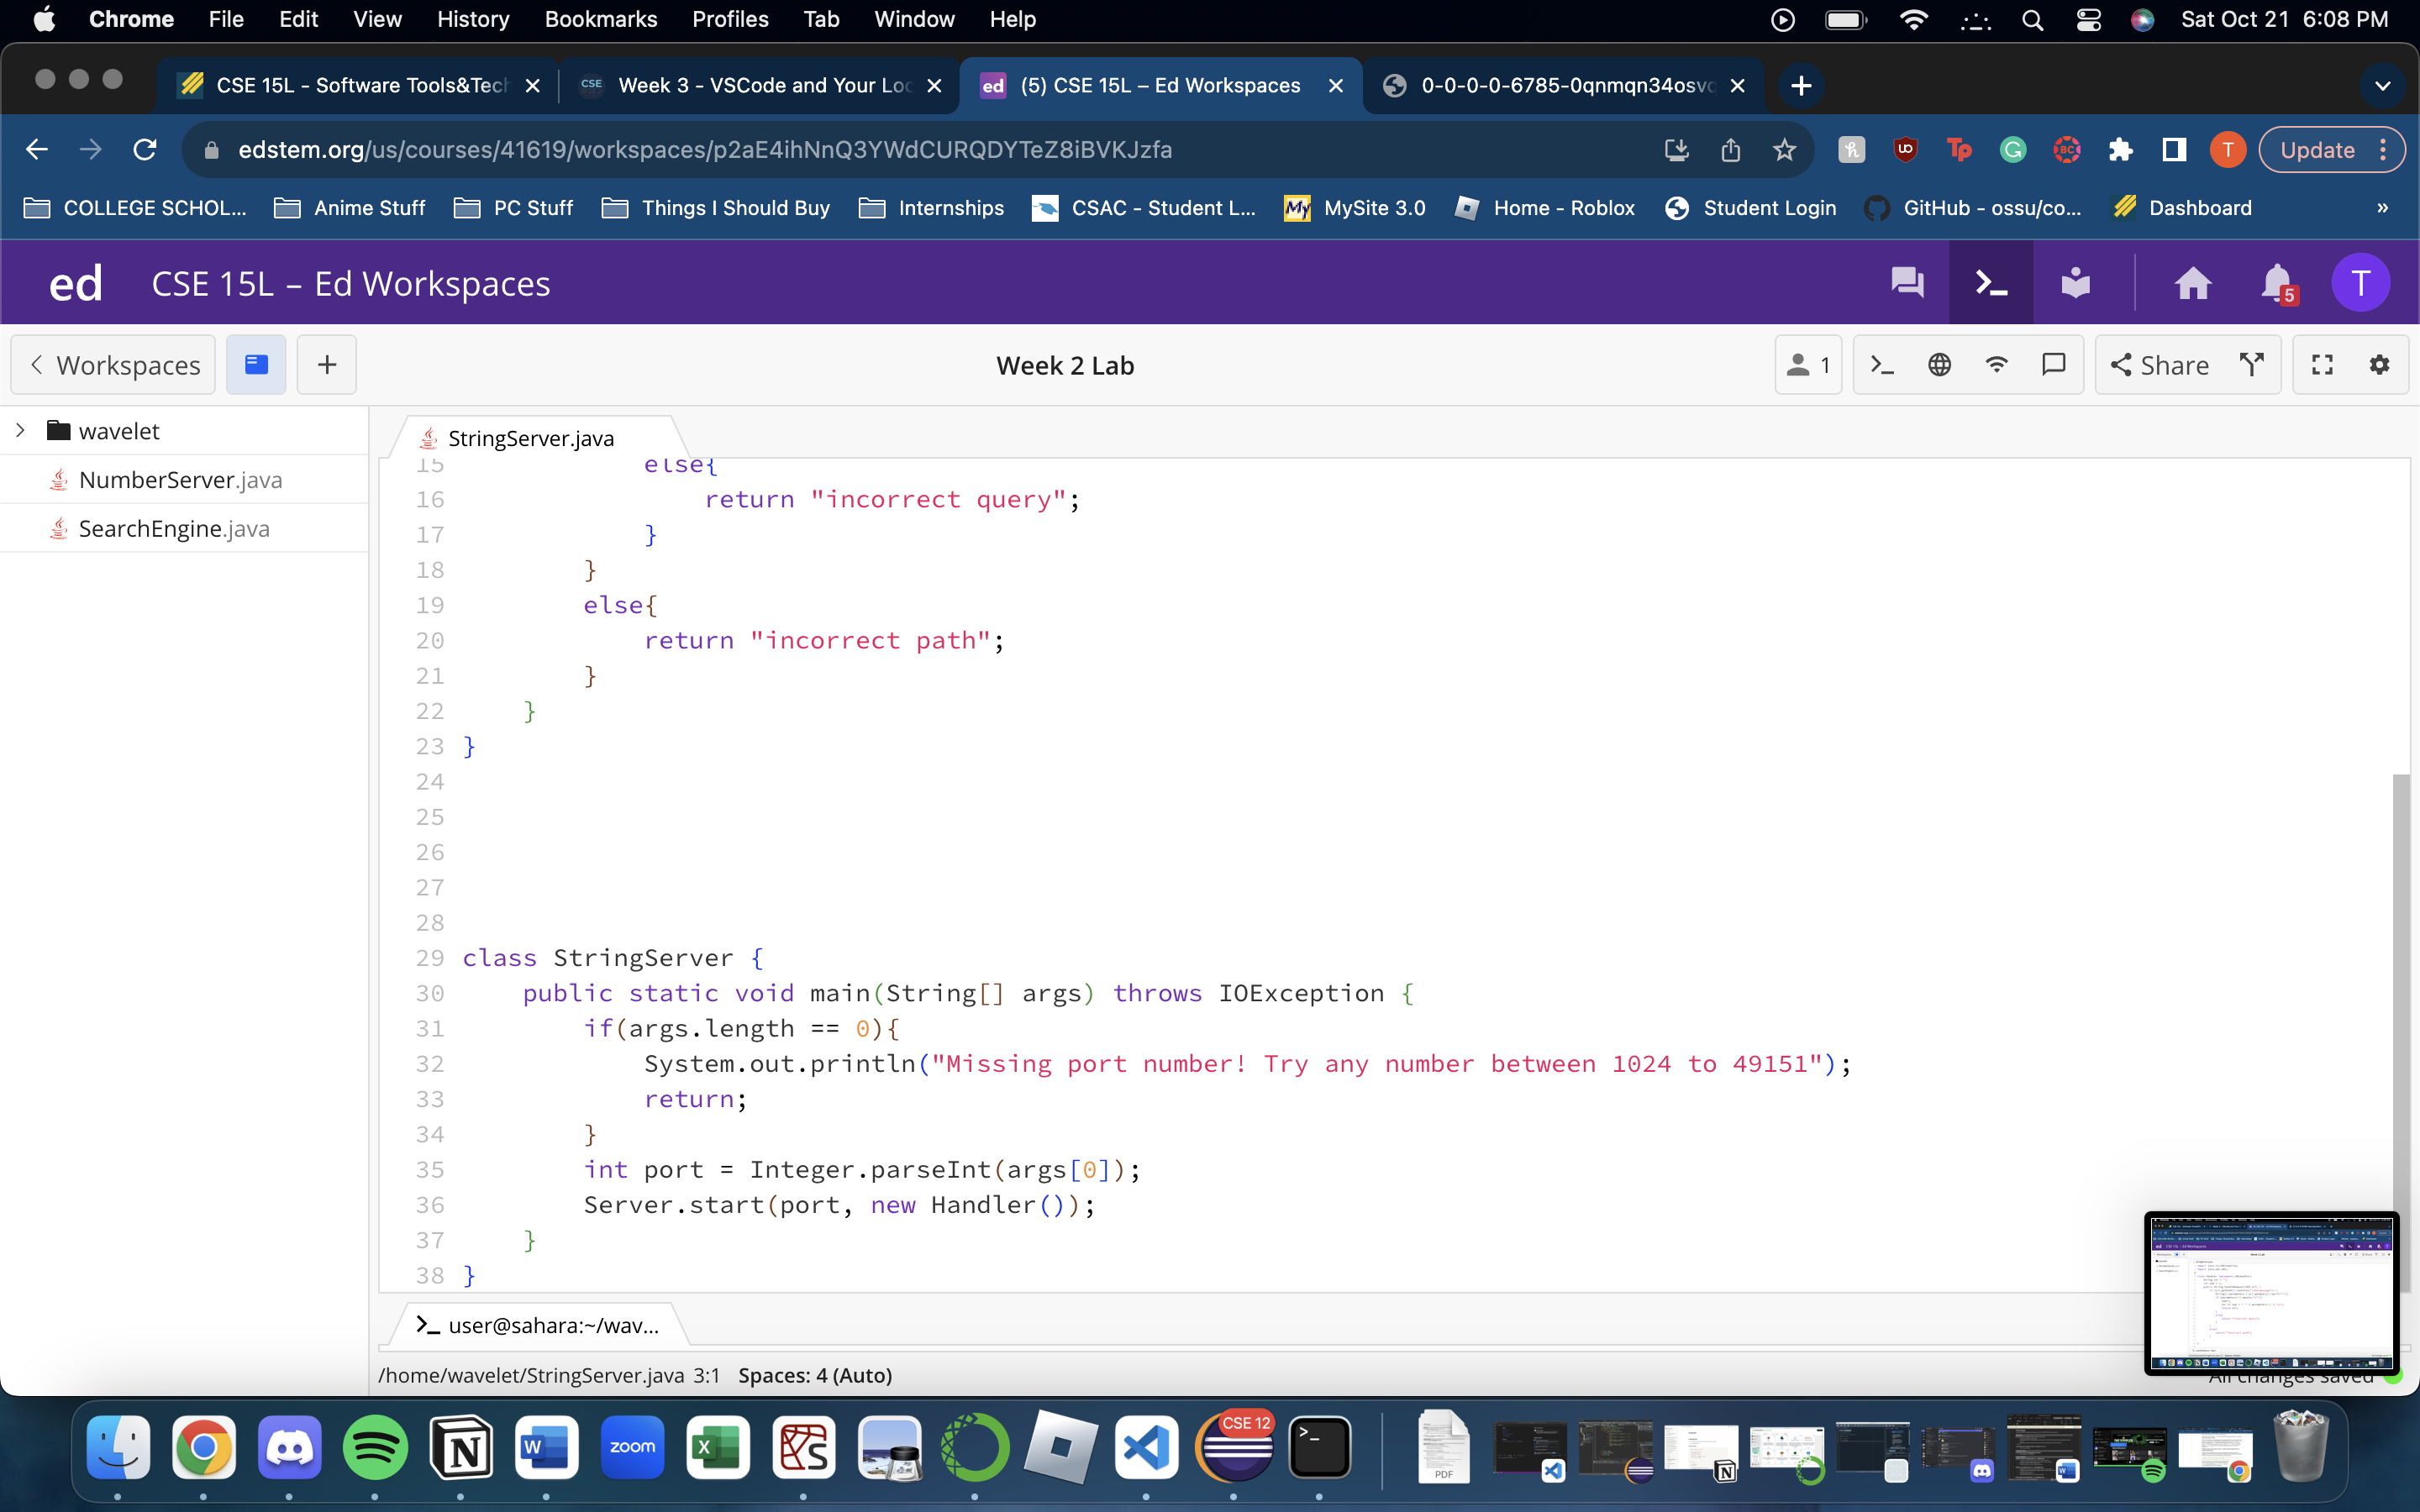 Chrome File Edit View History Bookmarks Profiles Tab Window Help Sat Oct 21 6:08 PM
CSE 15L - Software Tools&Tech CSE Week 3 - VSCode and Your Loc ed (5) CSE 15L – Ed Workspaces 0-0-0-0-6785-0qnmqn34osvc
edstem.org/us/courses/41619/workspaces/p2aE4ihNnQ3YWdCURQDYTeZ8iBVKJzfa h UO Tp G BC T Update
COLLEGE SCHOL... Anime Stuff PC Stuff Things I Should Buy Internships CSAC - Student L... My MySite 3.0 Home - Roblox Student Login GitHub - ossu/co... Dashboard »
ed CSE 15L – Ed Workspaces 5 T
Workspaces + Week 2 Lab 1 Share
wavelet
NumberServer.java
SearchEngine.java
StringServer.java
15 else{
16 return "incorrect query";
17 }
18 }
19 else{
20 return "incorrect path";
21 }
22 }
23 }
24
25
26
27
28
29 class StringServer {
30 public static void main(String[] args) throws IOException {
31 if(args.length == 0){
32 System.out.println("Missing port number! Try any number between 1024 to 49151");
33 return;
34 }
35 int port = Integer.parseInt(args[0]);
36 Server.start(port, new Handler());
37 }
38 }
user@sahara:~/wav...
/home/wavelet/StringServer.java 3:1 Spaces: 4 (Auto) All changes saved
N W zoom X S CSE 12 >_ PDF N W